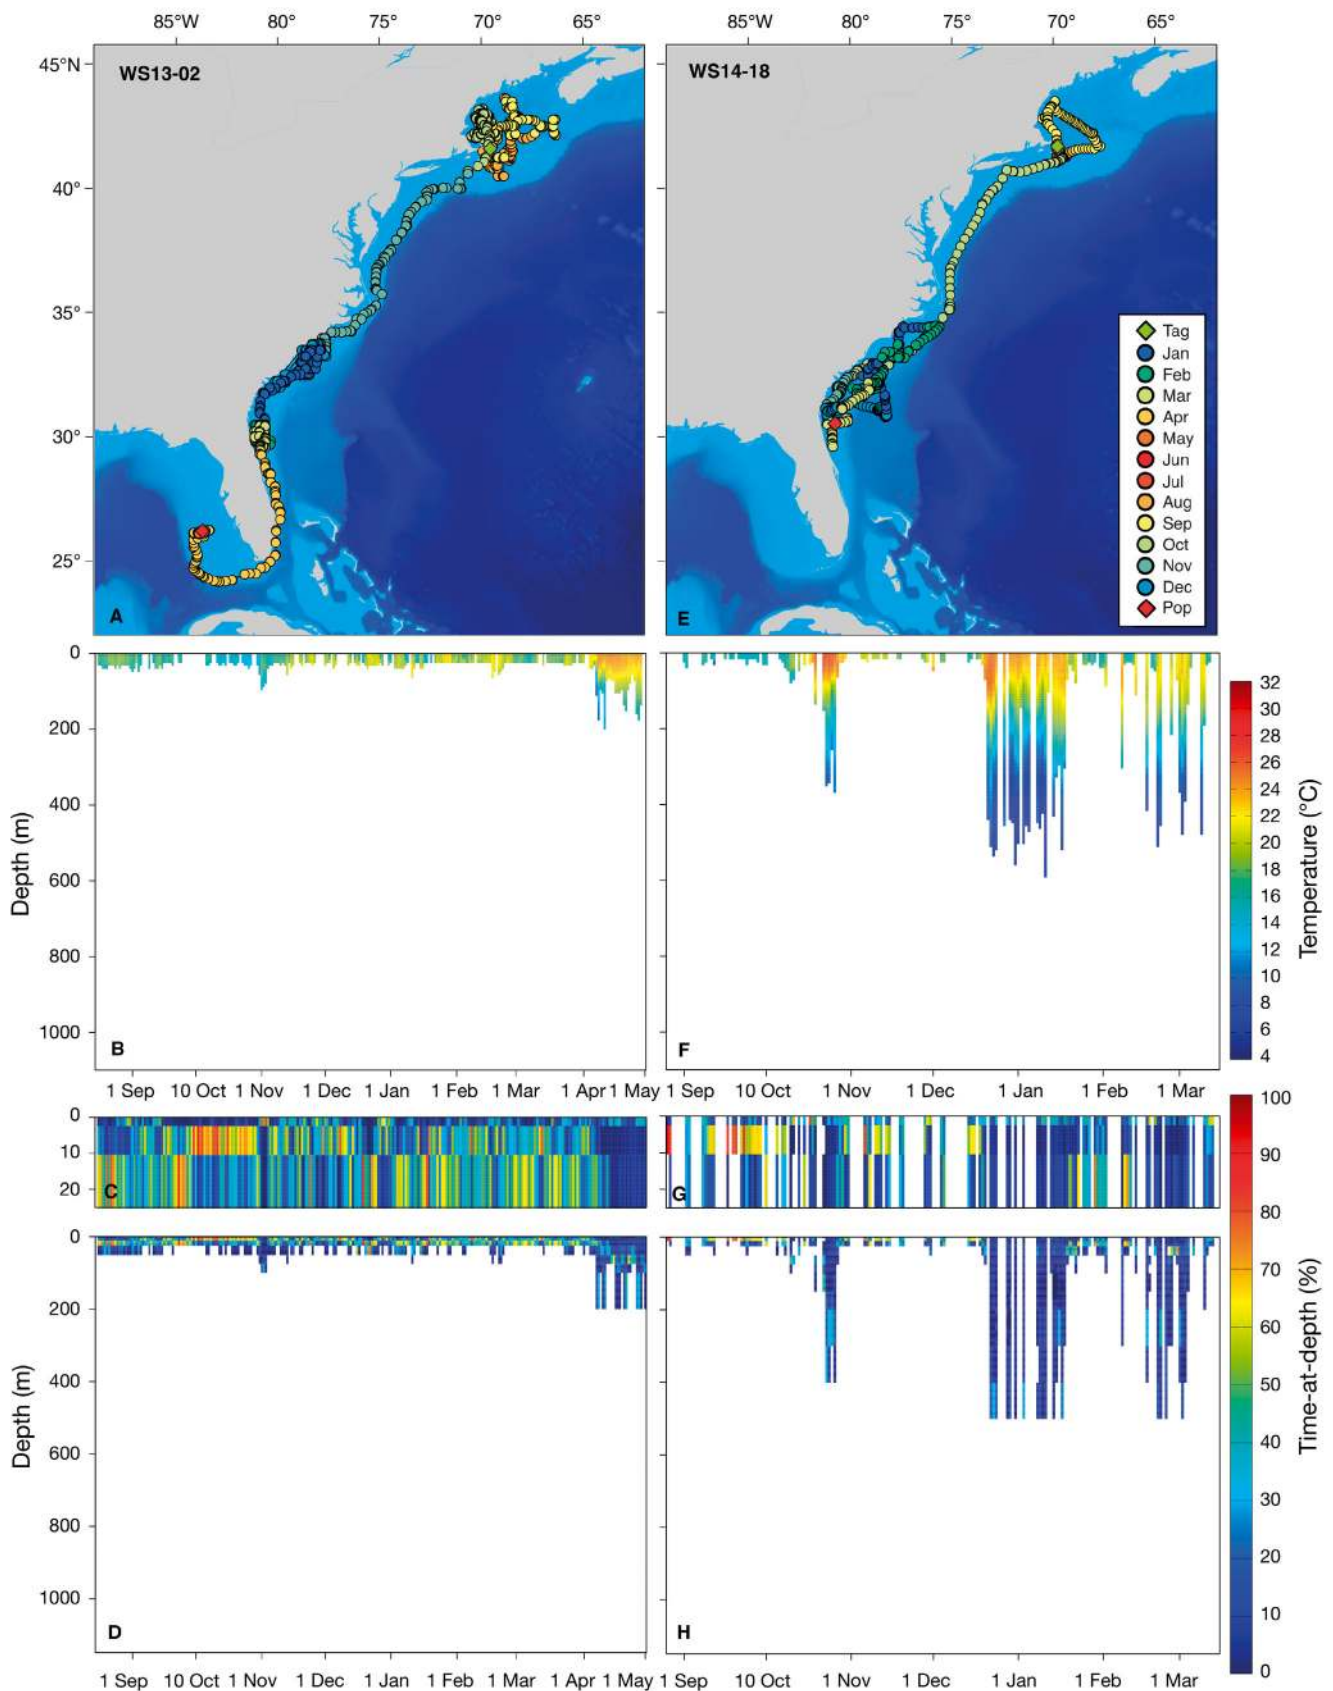 85°W 80° 75° 70° 65° 85°W 80° 75° 70° 65°
45°N
40°
35°
30°
25°
WS13-02
A
WS14-18
E
Tag
Jan
Feb
Mar
Apr
May
Jun
Jul
Aug
Sep
Oct
Nov
Dec
Pop
0
200
400
600
800
1000
Depth (m)
B
F
32
30
28
26
24
22
20
18
16
14
12
10
8
6
4
Temperature (°C)
1 Sep 10 Oct 1 Nov 1 Dec 1 Jan 1 Feb 1 Mar 1 Apr 1 May
1 Sep 10 Oct 1 Nov 1 Dec 1 Jan 1 Feb 1 Mar
0
10
20
C
G
0
200
400
600
800
1000
Depth (m)
D
H
100
90
80
70
60
50
40
30
20
10
0
Time-at-depth (%)
1 Sep 10 Oct 1 Nov 1 Dec 1 Jan 1 Feb 1 Mar 1 Apr 1 May
1 Sep 10 Oct 1 Nov 1 Dec 1 Jan 1 Feb 1 Mar